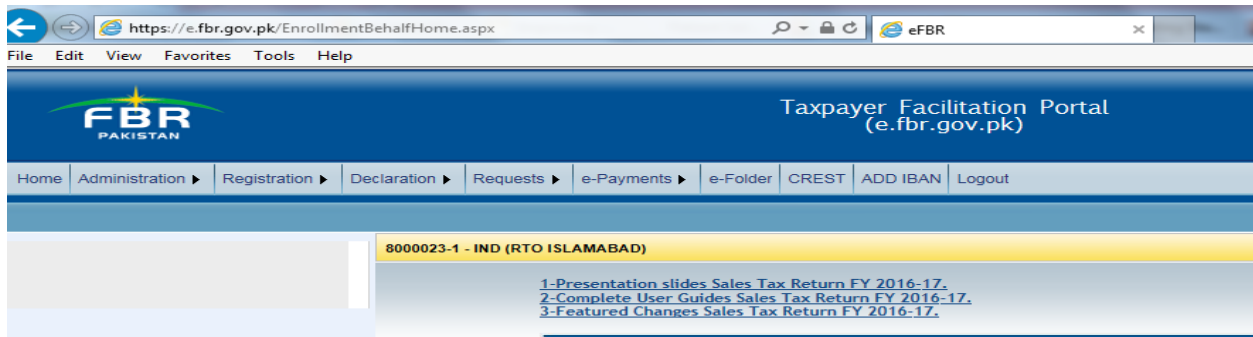 https://e.fbr.gov.pk/EnrollmentBehalfHome.aspx
eFBR
File Edit View Favorites Tools Help
FBR
PAKISTAN
Taxpayer Facilitation Portal
(e.fbr.gov.pk)
Home Administration Registration Declaration Requests e-Payments e-Folder CREST ADD IBAN Logout
8000023-1 - IND (RTO ISLAMABAD)
1-Presentation slides Sales Tax Return FY 2016-17.
2-Complete User Guides Sales Tax Return FY 2016-17.
3-Featured Changes Sales Tax Return FY 2016-17.